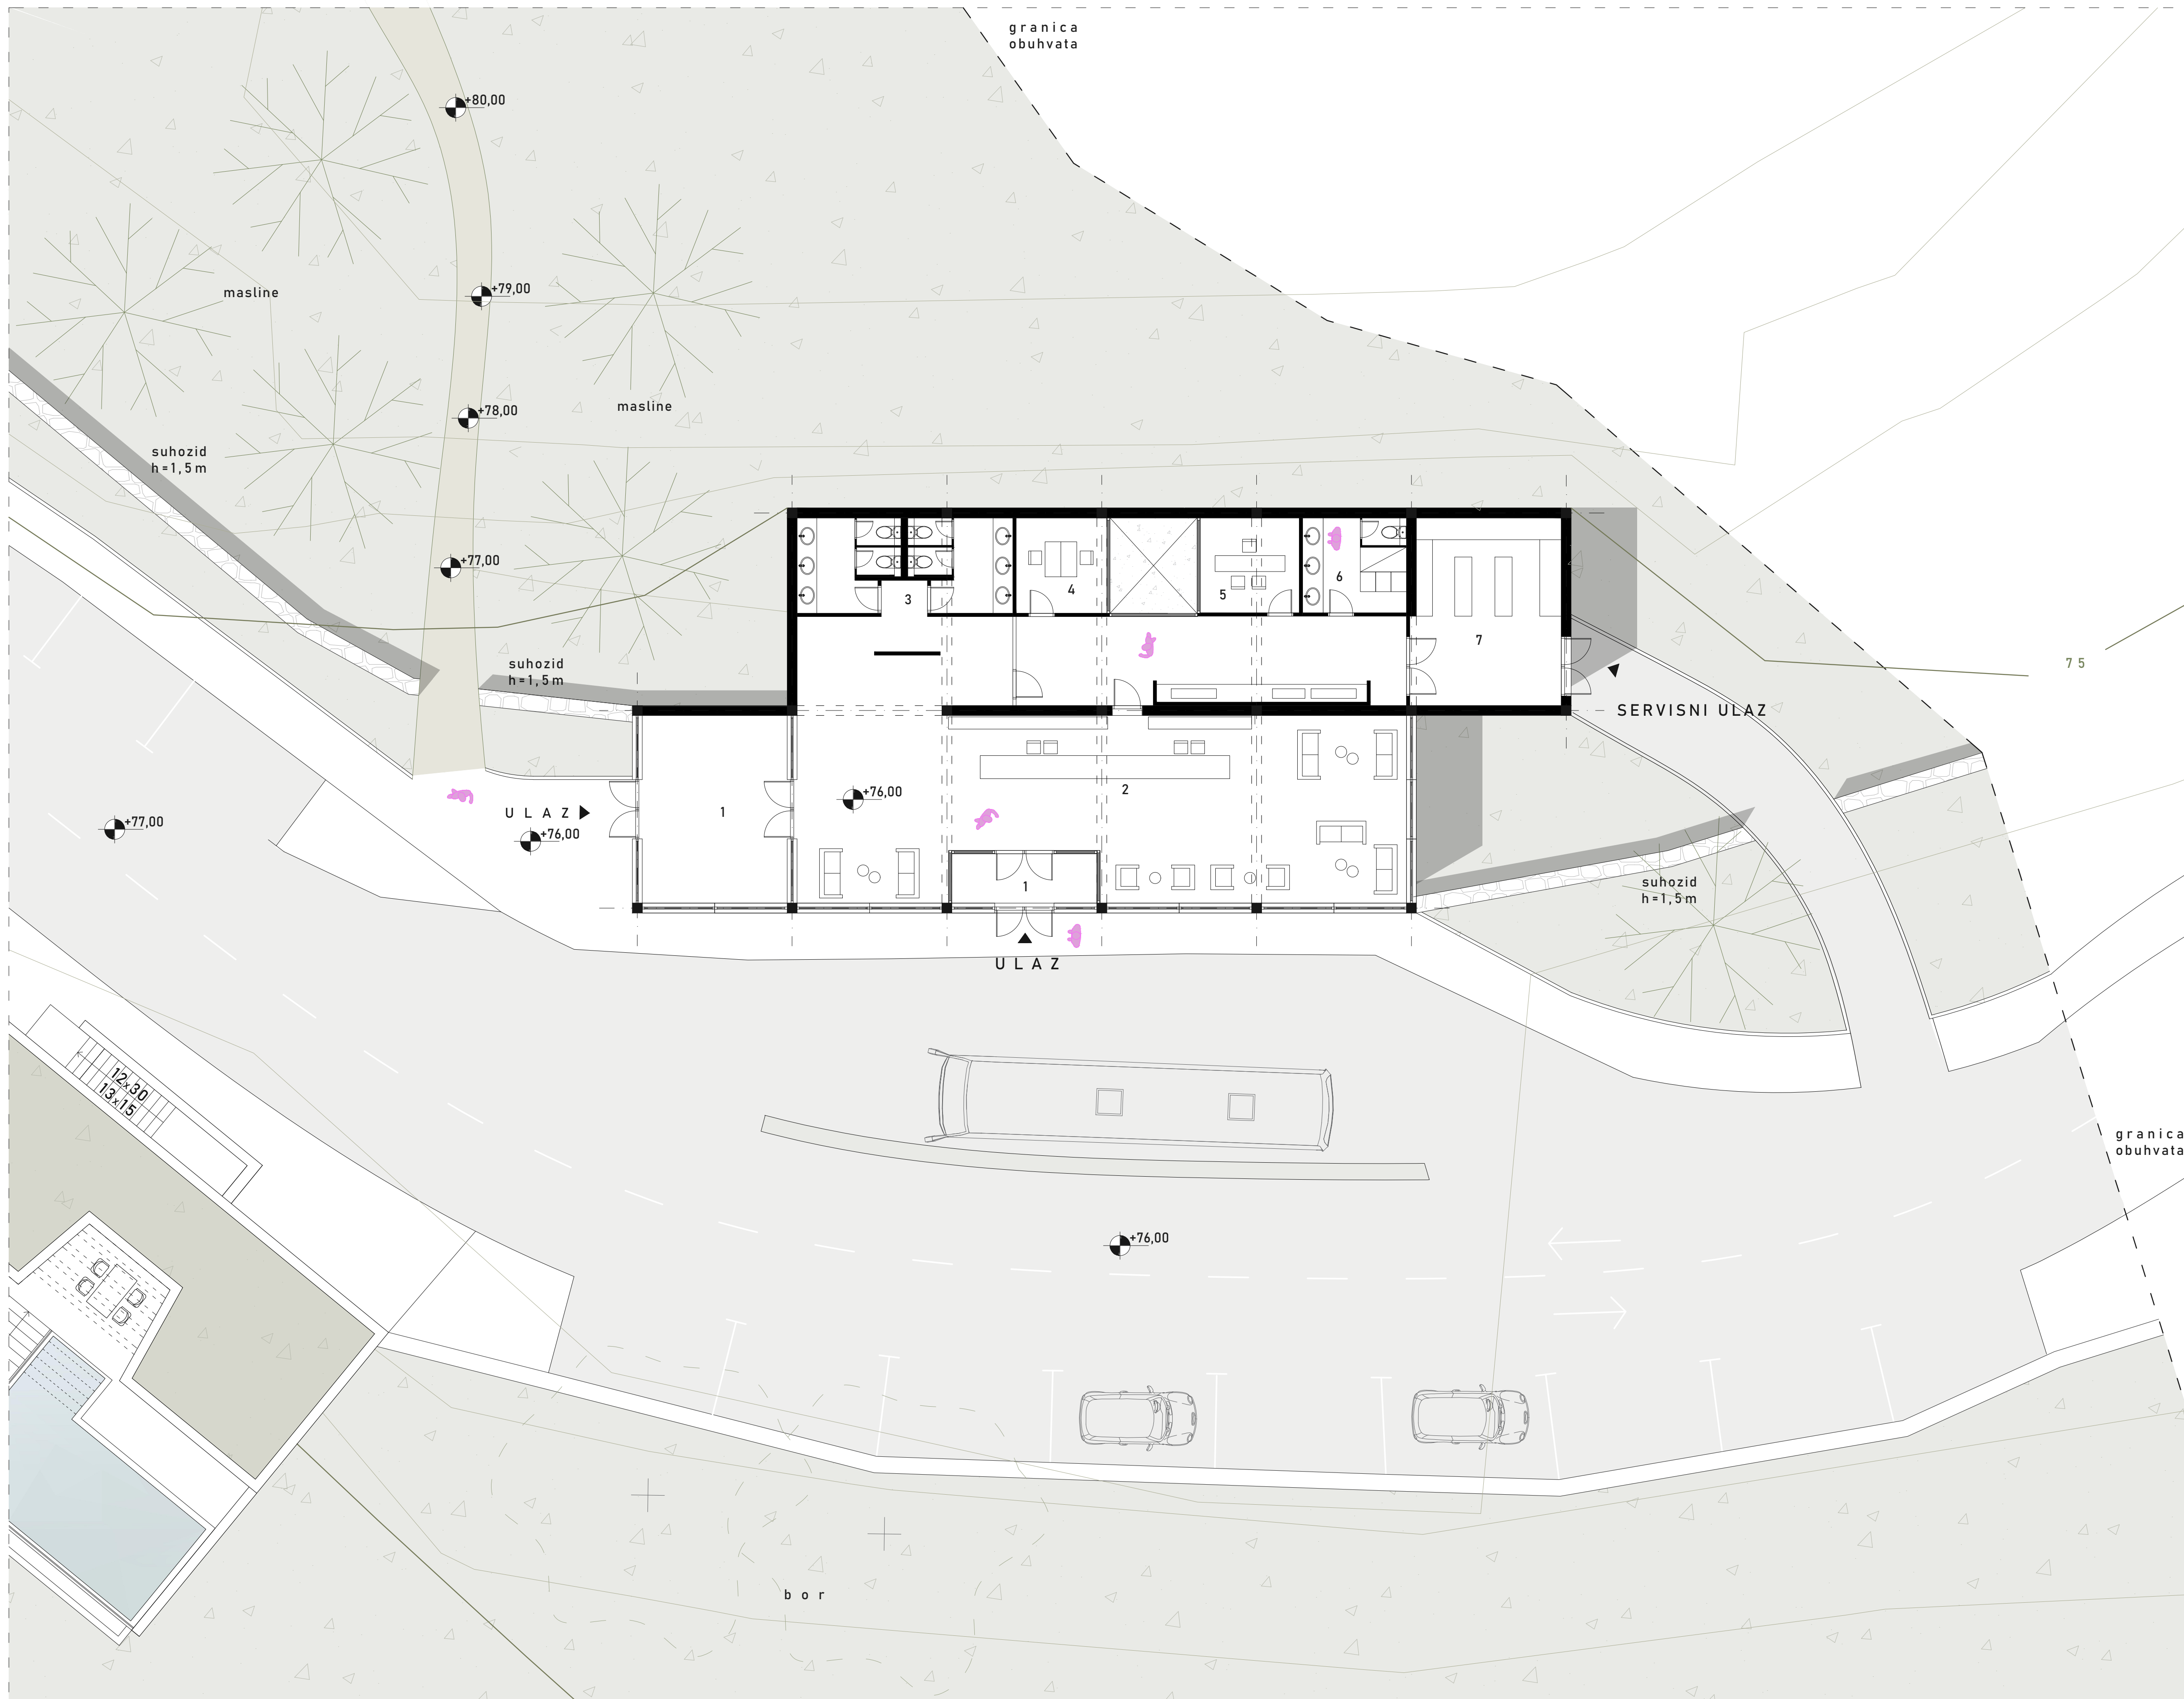 granica
obuhvata
+80,00
+79,00
masline
masline
+78,00
suhozid
h=1,5m
+77,00
4
6
5
3
7
suhozid
h=1,5m
75
SERVISNI ULAZ
2
+76,00
1
ULAZ
+77,00
+76,00
1
suhozid
h=1,5m
ULAZ
12x30
13x15
granica
obuhvata
+76,00
bor